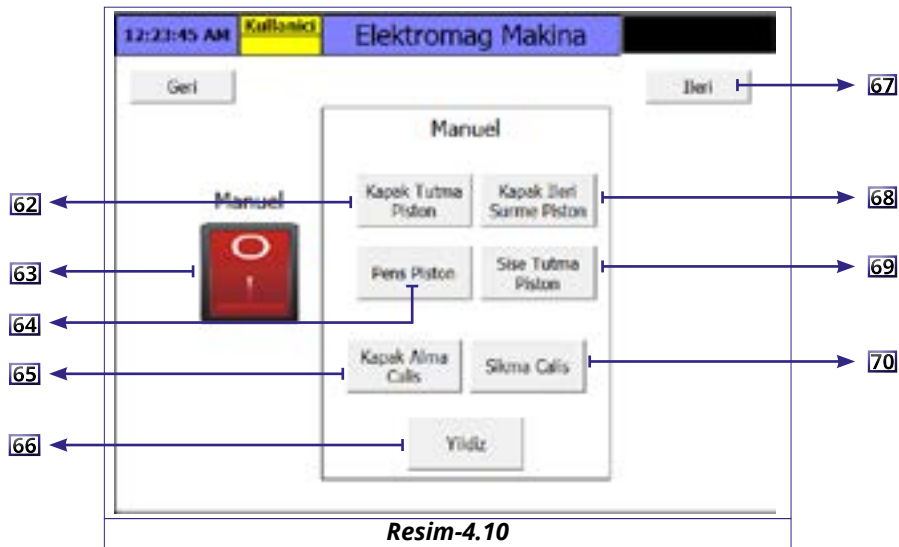 12:23:45 AM Kullanici Elektromag Makina
Geri Ileri 67
Manuel
62 Manuel Kapak Tutma Piston Kapak Ileri Surme Piston 68
63 O I Pens Piston Sise Tutma Piston 69
64
65 Kapak Alma Calis Sikma Calis 70
66 Yildiz
Resim-4.10